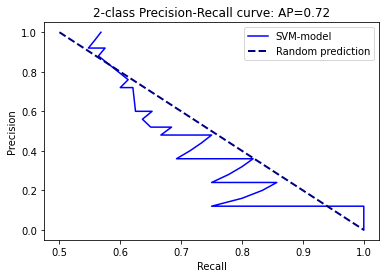 2-class Precision-Recall curve: AP=0.72
SVM-model
Random prediction
Precision
1.0
0.8
0.6
0.4
0.2
0.0
0.5 0.6 0.7 0.8 0.9 1.0
Recall